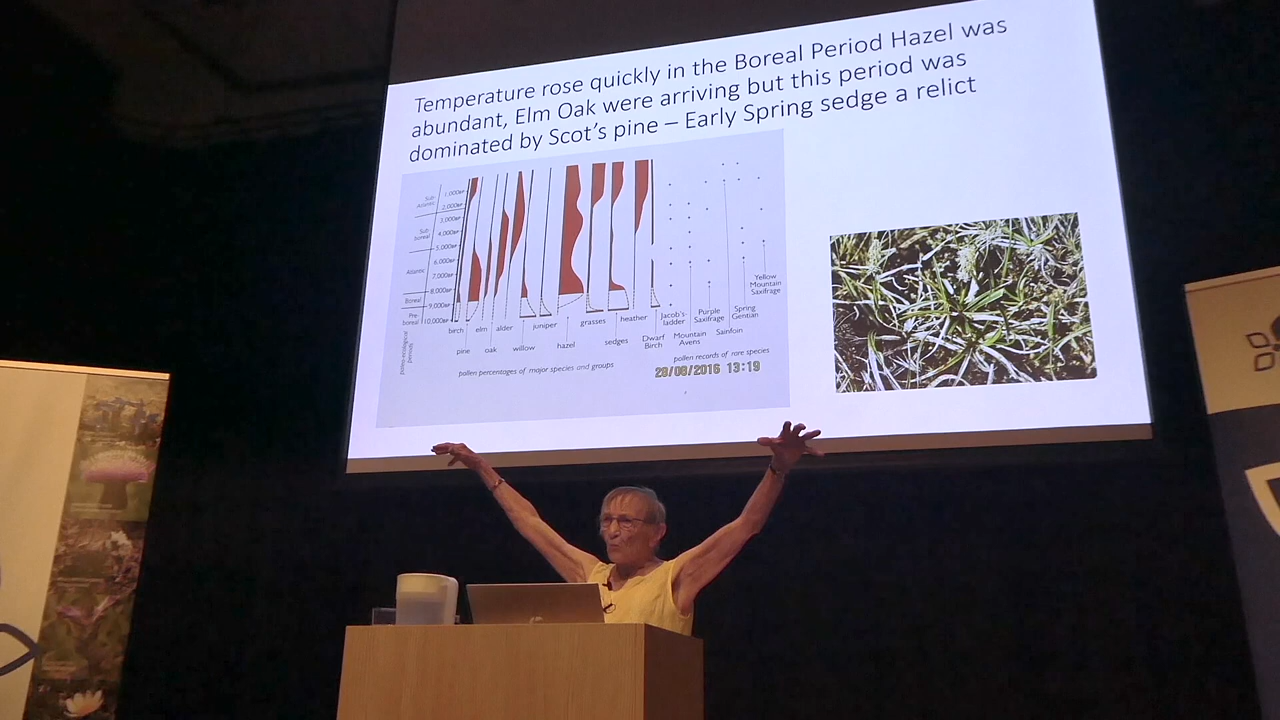 Temperature rose quickly in the Boreal Period Hazel was
abundant, Elm Oak were arriving but this period was
dominated by Scot's pine – Early Spring sedge a relict
Sub-
Atlantic
Sub-
boreal
Atlantic
Boreal
Pre-
boreal
1,000BP
2,000BP
3,000BP
4,000BP
5,000BP
6,000BP
7,000BP
8,000BP
9,000BP
10,000BP
birch
elm
alder
juniper
grasses
heather
pine
oak
willow
hazel
sedges
Dwarf
Birch
Jacob's-
ladder
Mountain
Avens
Purple
Saxifrage
Sainfoin
Spring
Gentian
Yellow
Mountain
Saxifrage
pollen percentages of major species and groups
pollen records of rare species
28/08/2016 13:19